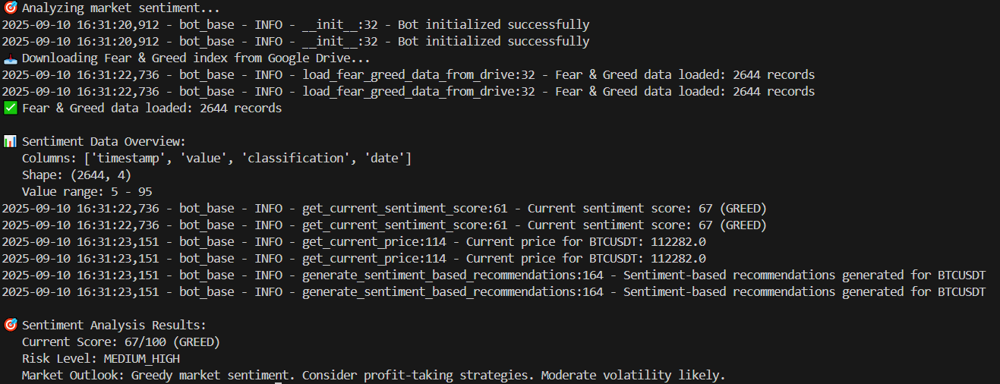 🎯 Analyzing market sentiment...
2025-09-10 16:31:20,912 - bot_base - INFO - __init__:32 - Bot initialized successfully
2025-09-10 16:31:20,912 - bot_base - INFO - __init__:32 - Bot initialized successfully
📥 Downloading Fear & Greed index from Google Drive...
2025-09-10 16:31:22,736 - bot_base - INFO - load_fear_greed_data_from_drive:32 - Fear & Greed data loaded: 2644 records
2025-09-10 16:31:22,736 - bot_base - INFO - load_fear_greed_data_from_drive:32 - Fear & Greed data loaded: 2644 records
✅ Fear & Greed data loaded: 2644 records
📊 Sentiment Data Overview:
Columns: ['timestamp', 'value', 'classification', 'date']
Shape: (2644, 4)
Value range: 5 - 95
2025-09-10 16:31:22,736 - bot_base - INFO - get_current_sentiment_score:61 - Current sentiment score: 67 (GREED)
2025-09-10 16:31:22,736 - bot_base - INFO - get_current_sentiment_score:61 - Current sentiment score: 67 (GREED)
2025-09-10 16:31:23,151 - bot_base - INFO - get_current_price:114 - Current price for BTCUSDT: 112282.0
2025-09-10 16:31:23,151 - bot_base - INFO - get_current_price:114 - Current price for BTCUSDT: 112282.0
2025-09-10 16:31:23,151 - bot_base - INFO - generate_sentiment_based_recommendations:164 - Sentiment-based recommendations generated for BTCUSDT
2025-09-10 16:31:23,151 - bot_base - INFO - generate_sentiment_based_recommendations:164 - Sentiment-based recommendations generated for BTCUSDT
🎯 Sentiment Analysis Results:
Current Score: 67/100 (GREED)
Risk Level: MEDIUM_HIGH
Market Outlook: Greedy market sentiment. Consider profit-taking strategies. Moderate volatility likely.